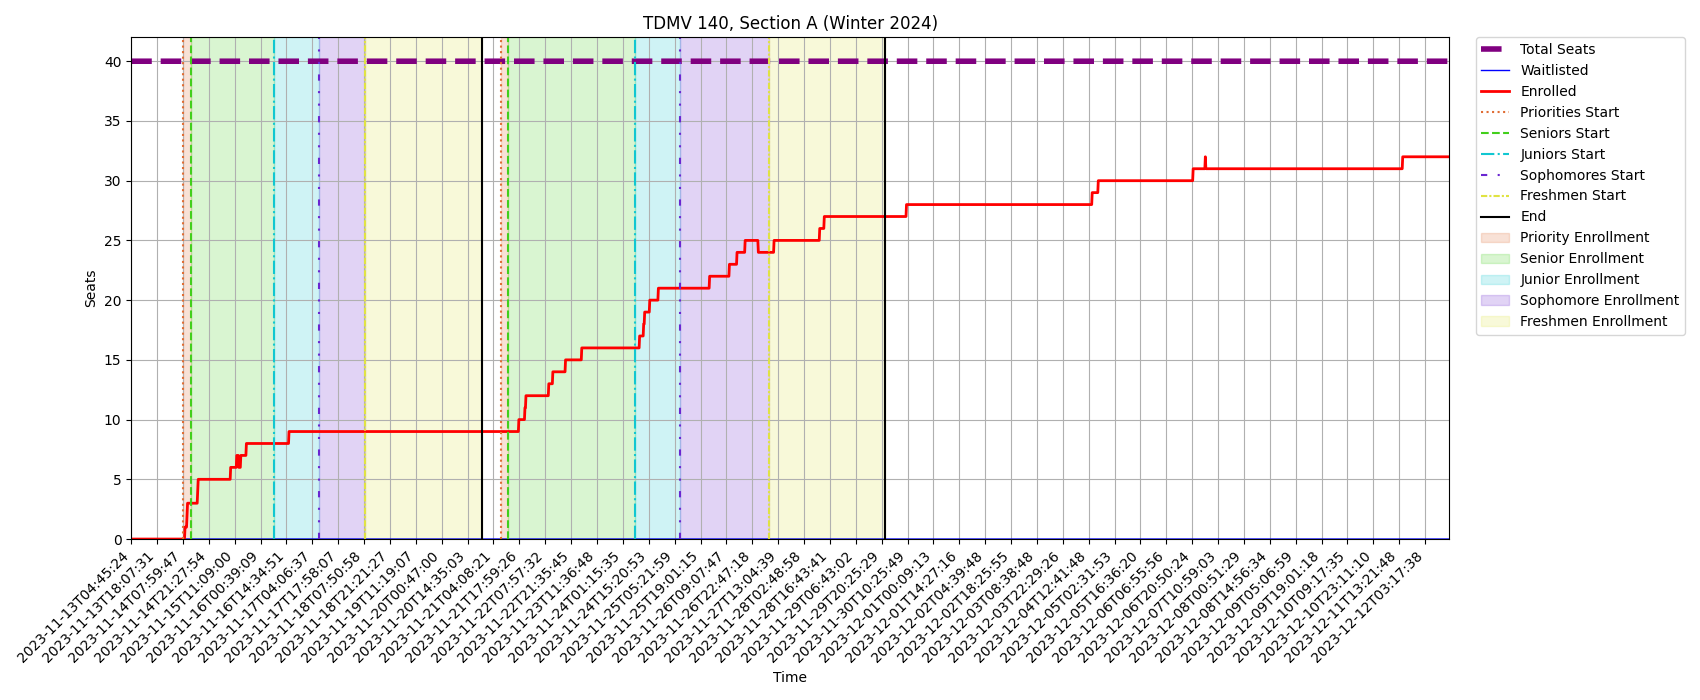 TDMV 140, Section A (Winter 2024)
Total Seats
Waitlisted
Enrolled
Priorities Start
Seniors Start
Juniors Start
Sophomores Start
Freshmen Start
End
Priority Enrollment
Senior Enrollment
Junior Enrollment
Sophomore Enrollment
Freshmen Enrollment
Seats
40
35
30
25
20
15
10
5
0
2023-11-13T04:45:24
2023-11-13T18:07:31
2023-11-14T07:59:47
2023-11-14T21:27:54
2023-11-15T11:09:00
2023-11-16T00:39:09
2023-11-16T14:34:51
2023-11-17T04:06:37
2023-11-17T17:58:07
2023-11-18T07:50:58
2023-11-18T21:21:27
2023-11-19T11:19:07
2023-11-20T00:47:00
2023-11-20T14:35:03
2023-11-21T04:08:21
2023-11-21T17:59:26
2023-11-22T07:57:32
2023-11-22T21:35:45
2023-11-23T11:36:48
2023-11-24T01:15:35
2023-11-24T15:20:53
2023-11-25T05:21:59
2023-11-25T19:01:15
2023-11-26T09:07:47
2023-11-26T22:47:18
2023-11-27T13:04:39
2023-11-28T02:48:58
2023-11-28T16:43:41
2023-11-29T06:43:02
2023-11-29T20:25:29
2023-11-30T10:25:49
2023-12-01T00:09:13
2023-12-01T14:27:16
2023-12-02T04:39:48
2023-12-02T18:25:55
2023-12-03T08:38:48
2023-12-03T22:29:26
2023-12-04T12:41:48
2023-12-05T02:31:53
2023-12-05T16:36:20
2023-12-06T06:55:56
2023-12-06T20:50:24
2023-12-07T10:59:03
2023-12-08T00:51:29
2023-12-08T14:56:34
2023-12-09T05:06:59
2023-12-09T19:01:18
2023-12-10T09:17:35
2023-12-10T23:11:10
2023-12-11T13:21:48
2023-12-12T03:17:38
Time